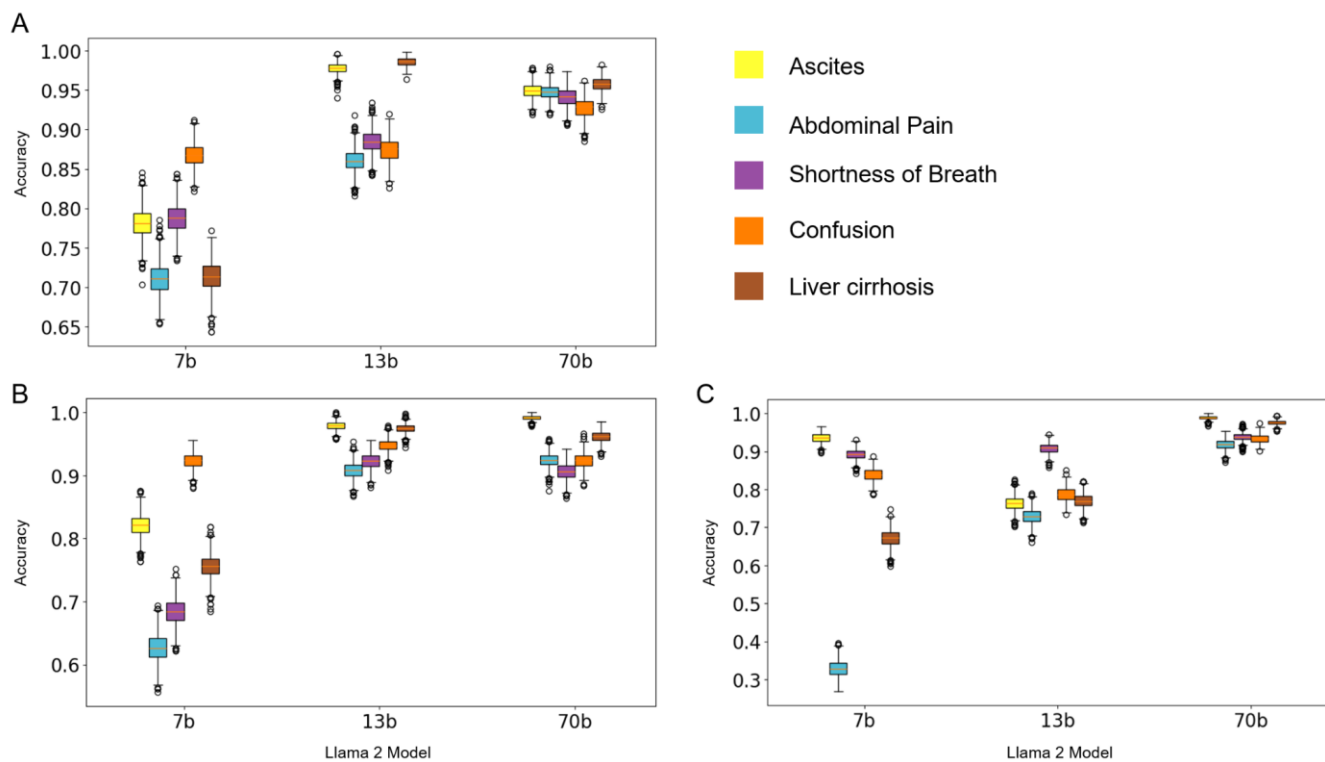 A
Accuracy
1.00
0.95
0.90
0.85
0.80
0.75
0.70
0.65
7b
13b
70b
Ascites
Abdominal Pain
Shortness of Breath
Confusion
Liver cirrhosis
B
Accuracy
1.0
0.9
0.8
0.7
0.6
7b
13b
70b
Llama 2 Model
C
Accuracy
1.0
0.9
0.8
0.7
0.6
0.5
0.4
0.3
7b
13b
70b
Llama 2 Model